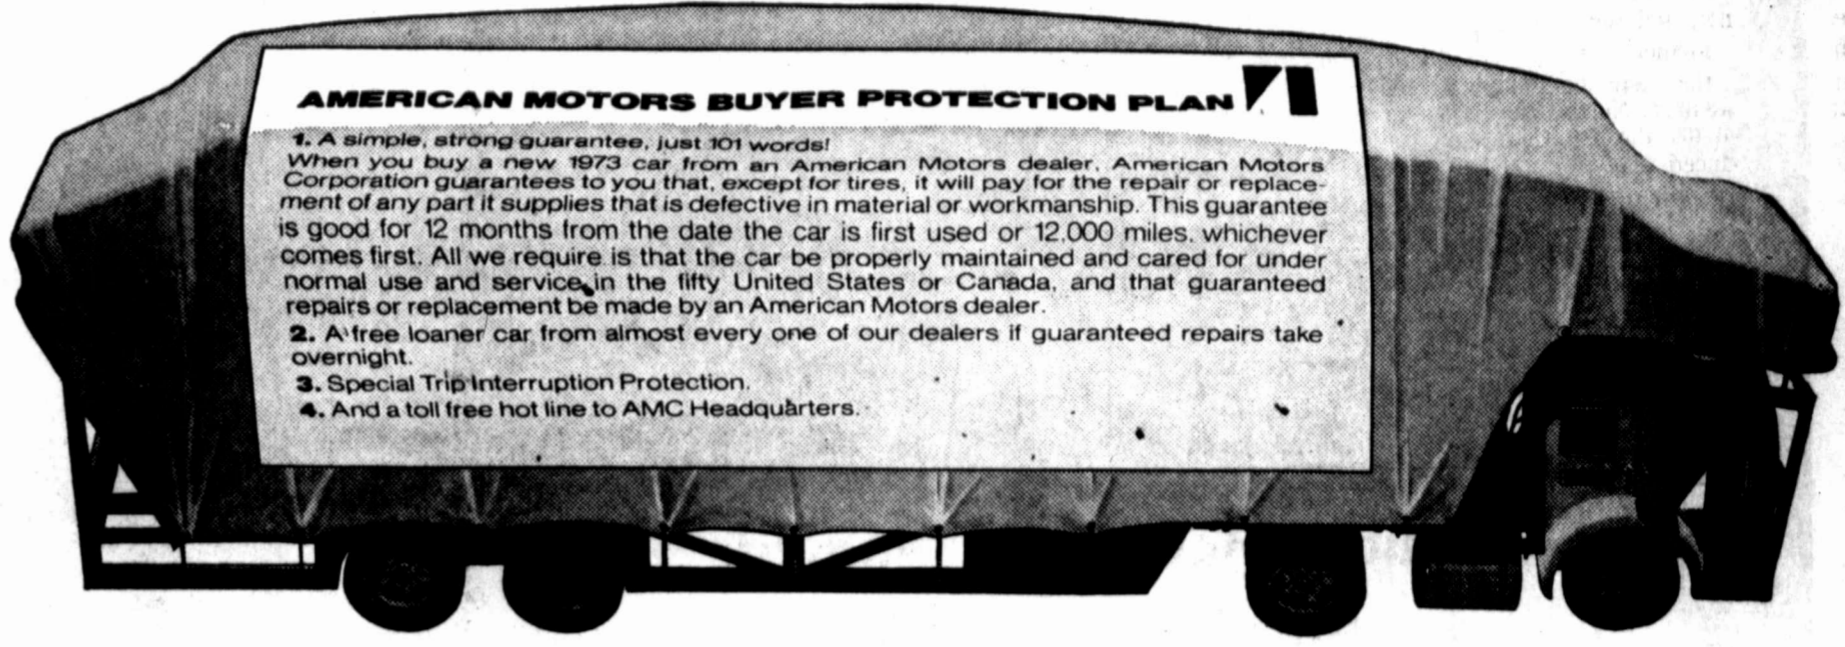 AMERICAN MOTORS BUYER PROTECTION PLAN
1. A simple, strong guarantee, just 101 words!
When you buy a new 1973 car from an American Motors dealer, American Motors
Corporation guarantees to you that, except for tires, it will pay for the repair or replace-
ment of any part it supplies that is defective in material or workmanship. This guarantee
is good for 12 months from the date the car is first used or 12,000 miles, whichever
comes first. All we require is that the car be properly maintained and cared for under
normal use and service in the fifty United States or Canada, and that guaranteed
repairs or replacement be made by an American Motors dealer.
2. A free loaner car from almost every one of our dealers if guaranteed repairs take
overnight.
3. Special Trip Interruption Protection.
4. And a toll free hot line to AMC Headquarters.